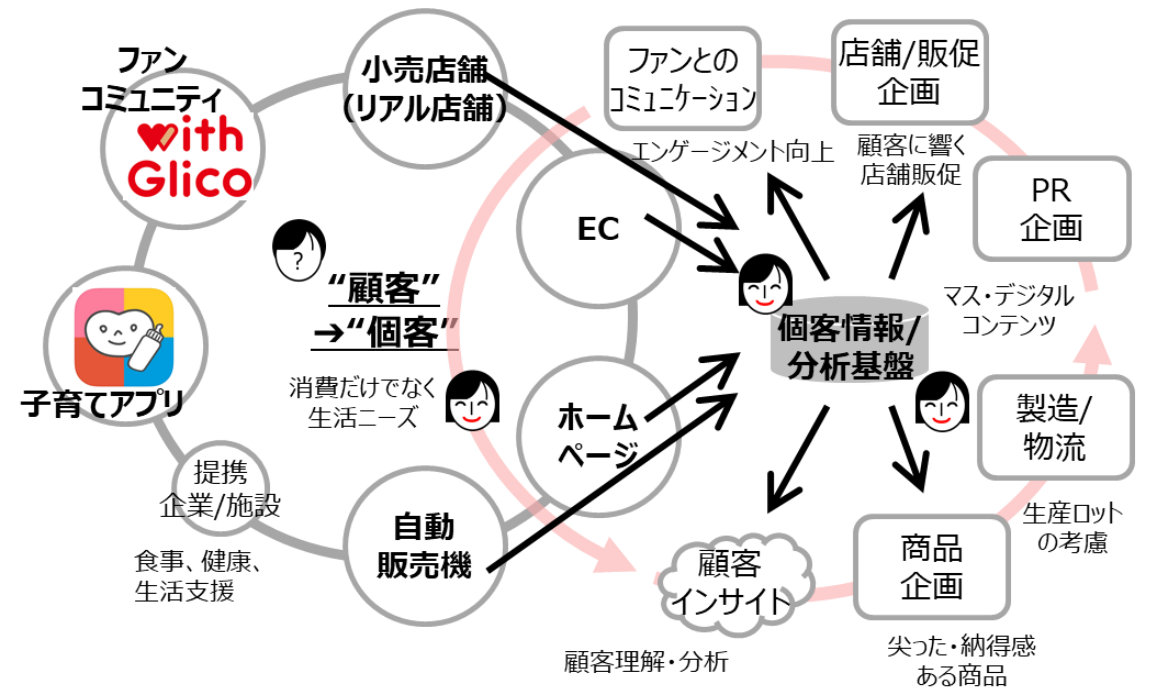 ファン
コミュニティ
with
Glico
小売店舗
（リアル店舗）
EC
ホーム
ページ
自動
販売機
提携
企業/施設
食事、健康、
生活支援
子育てアプリ
?
“顧客”
→“個客”
消費だけでなく
生活ニーズ
ファンとの
コミュニケーション
エンゲージメント向上
店舗/販促
企画
顧客に響く
店舗販促
PR
企画
マス・デジタル
コンテンツ
個客情報/
分析基盤
製造/
物流
生産ロット
の考慮
商品
企画
尖った・納得感
ある商品
顧客
インサイト
顧客理解・分析